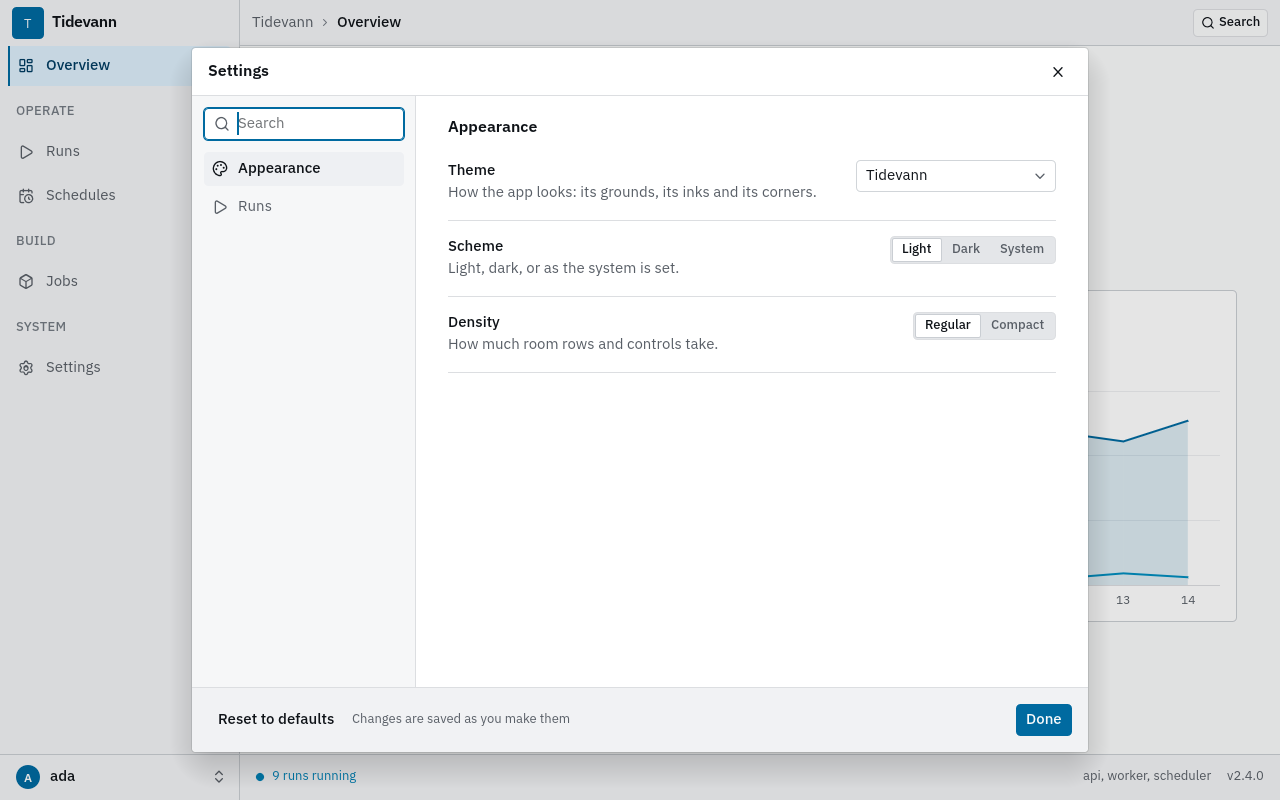 T Tidevann
Tidevann › Overview
Search
Overview
OPERATE
Runs
Schedules
BUILD
Jobs
SYSTEM
Settings
Settings
Search
Appearance
Runs
Appearance
Theme
How the app looks: its grounds, its inks and its corners.
Tidevann
Scheme
Light, dark, or as the system is set.
Light Dark System
Density
How much room rows and controls take.
Regular Compact
13 14
Reset to defaults
Changes are saved as you make them
Done
A ada
9 runs running
api, worker, scheduler v2.4.0